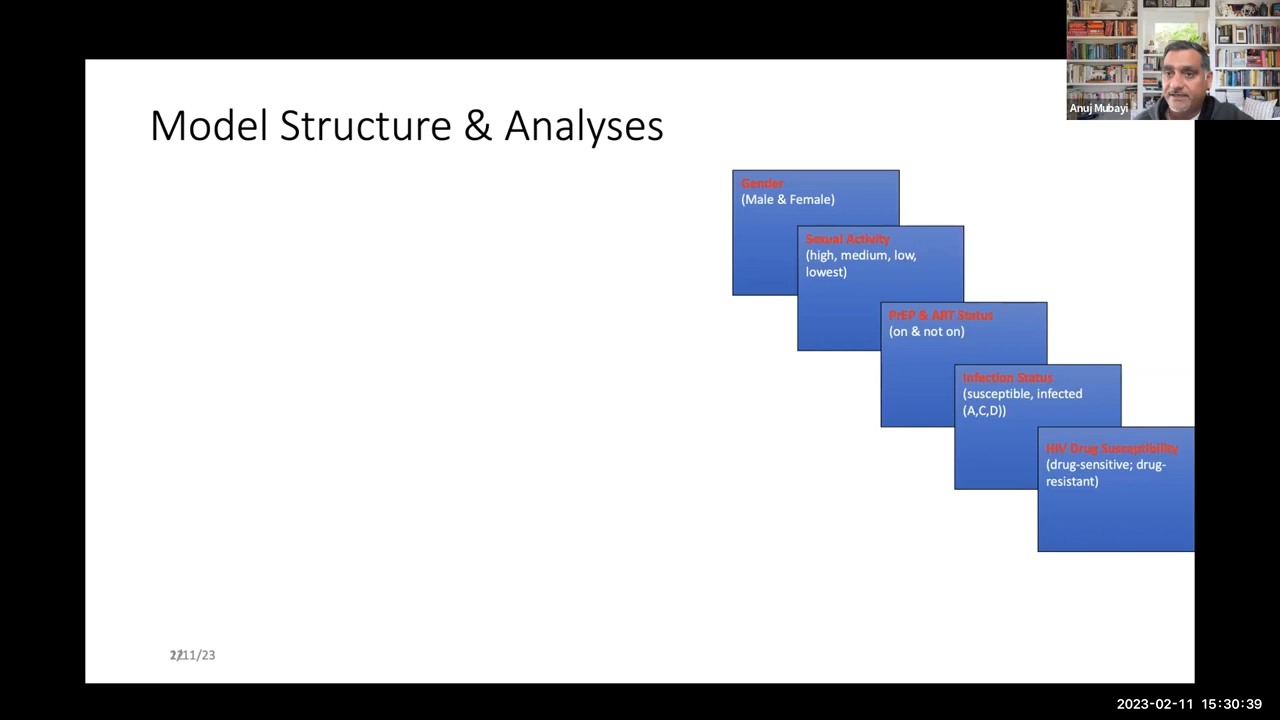 Anuj Mubayi
Model Structure & Analyses
Gender
(Male & Female)
Sexual Activity
(high, medium, low,
lowest)
PrEP & ART Status
(on & not on)
Infection Status
(susceptible, infected
(A,C,D))
HIV Drug Susceptibility
(drug-sensitive; drug-
resistant)
11/23
2023-02-11 15:30:39